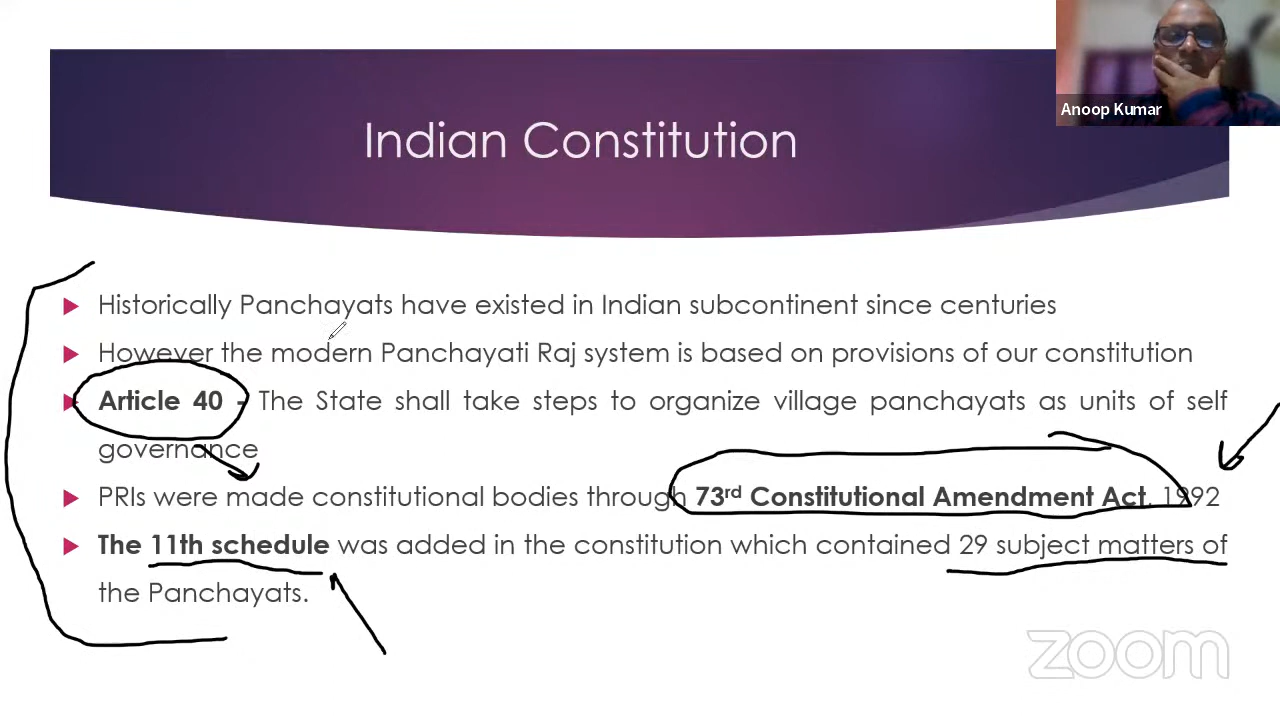 Anoop Kumar
Indian Constitution
Historically Panchayats have existed in Indian subcontinent since centuries
However the modern Panchayati Raj system is based on provisions of our constitution
Article 40 - The State shall take steps to organize village panchayats as units of self
governance
PRIs were made constitutional bodies through 73rd Constitutional Amendment Act, 1992
The 11th schedule was added in the constitution which contained 29 subject matters of
the Panchayats.
zoom